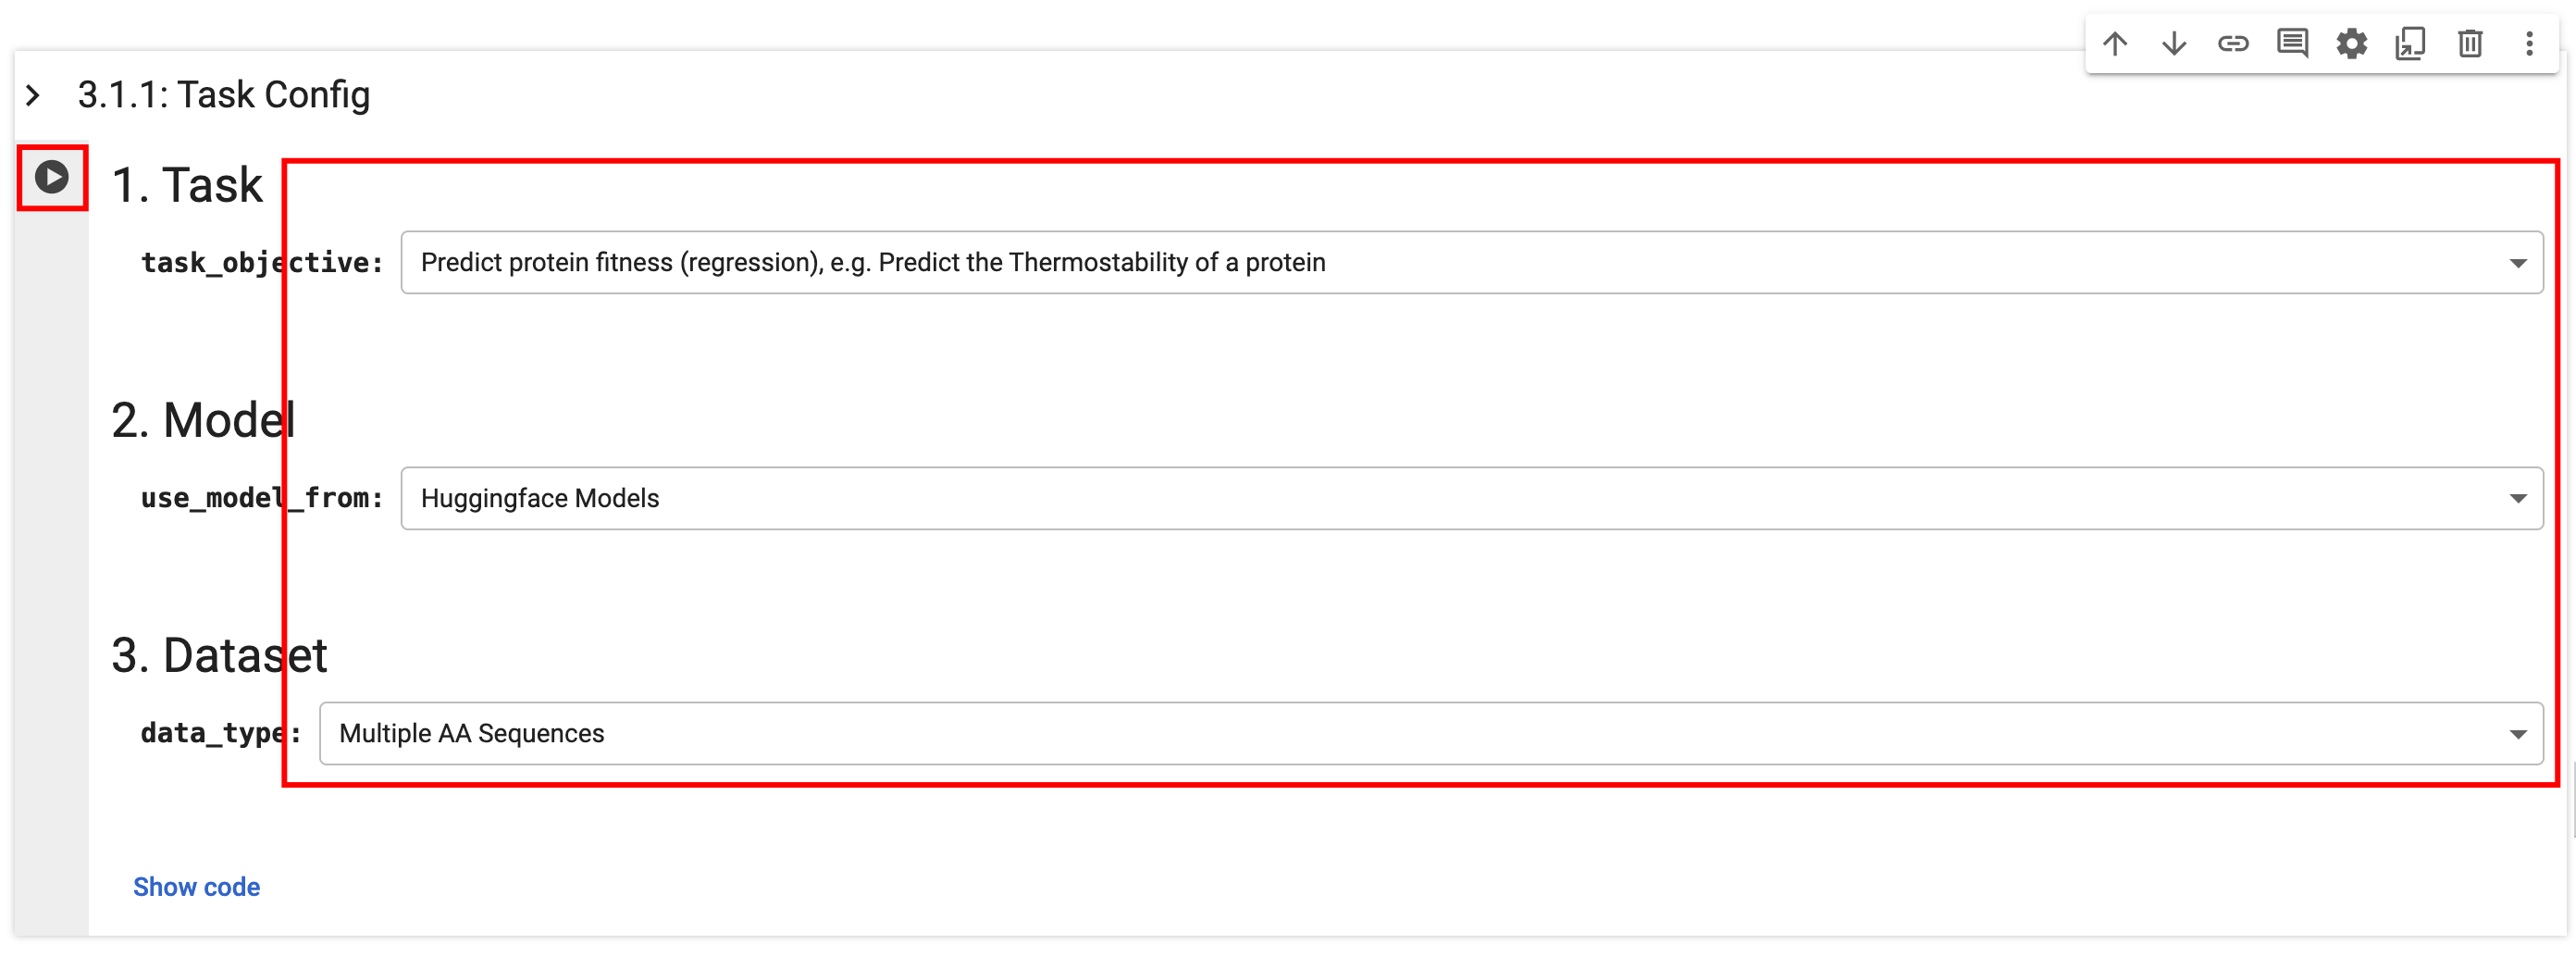 3.1.1: Task Config
1. Task
task_objective: Predict protein fitness (regression), e.g. Predict the Thermostability of a protein
2. Model
use_model_from: Huggingface Models
3. Dataset
data_type: Multiple AA Sequences
Show code